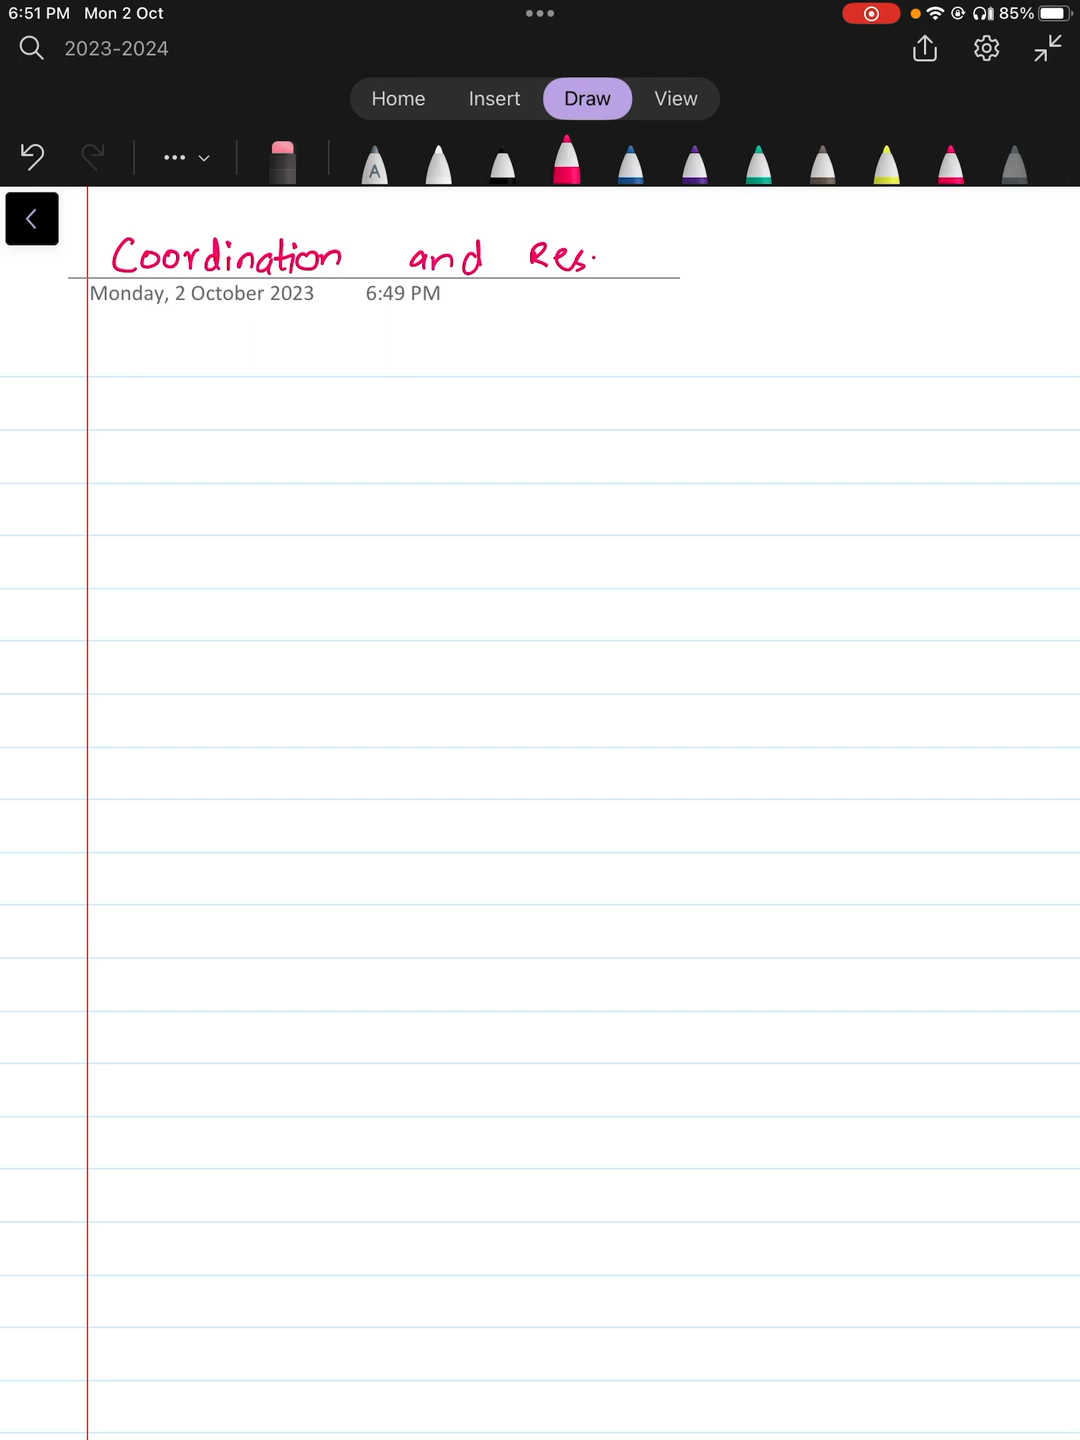 6:51 PM Mon 2 Oct 85%
2023-2024
Home Insert Draw View
A
Coordination and Res.
Monday, 2 October 2023 6:49 PM